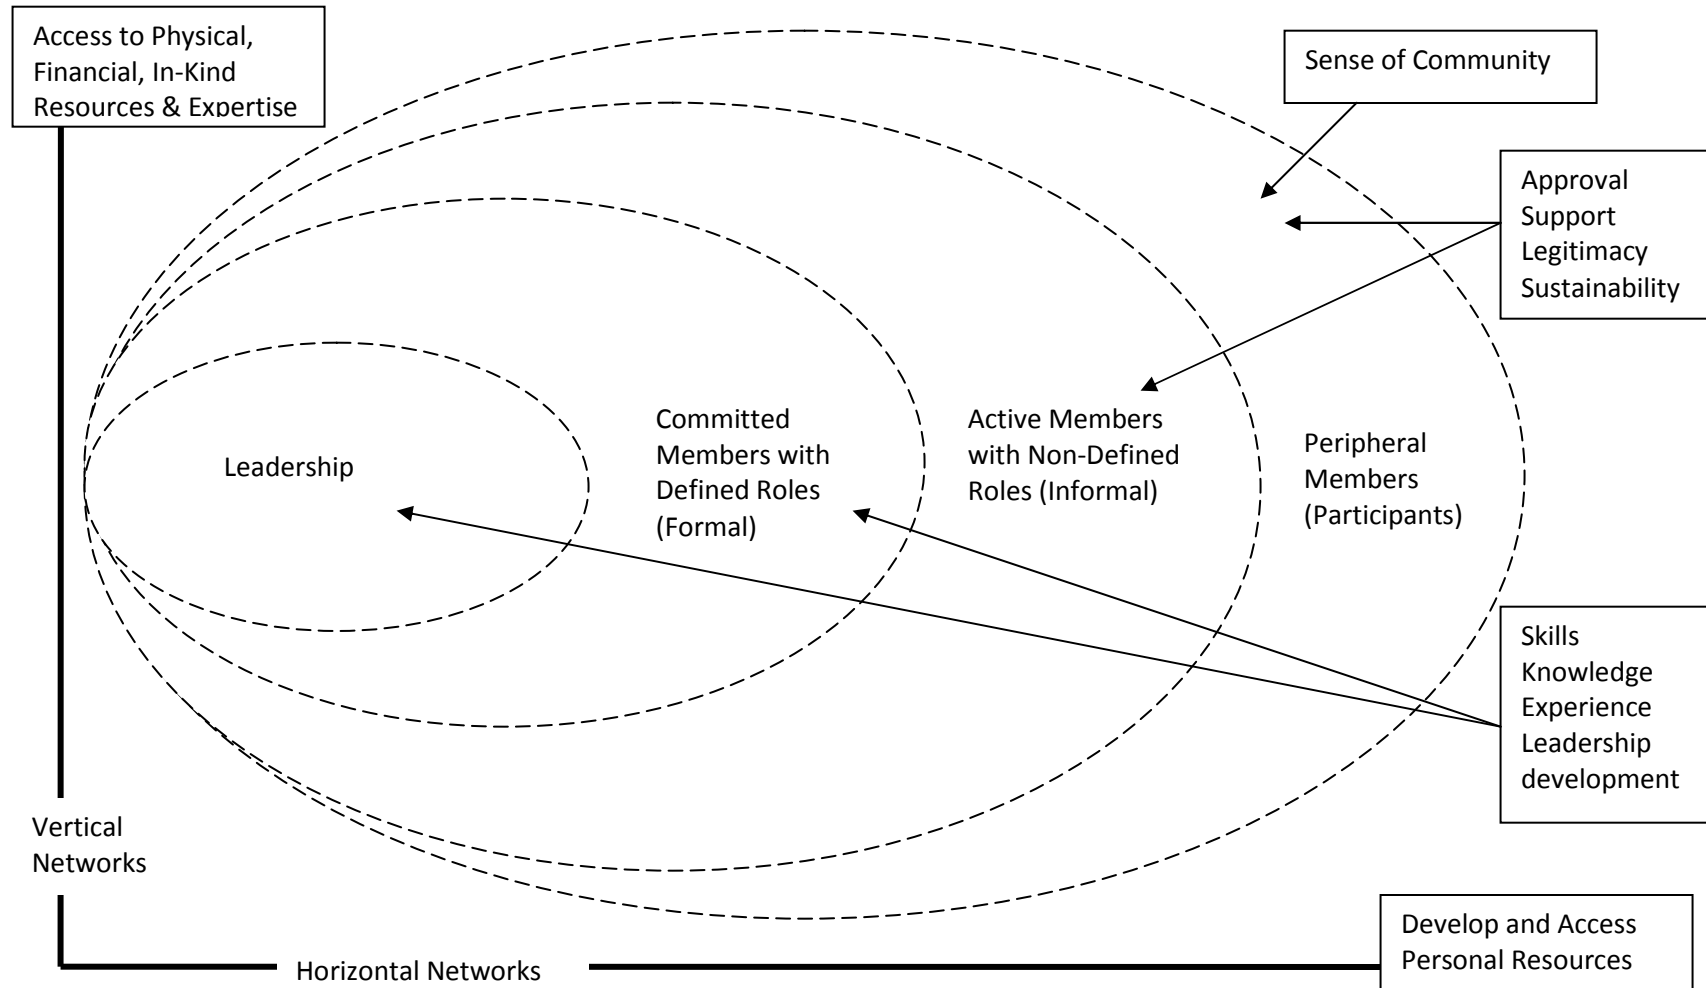 Access to Physical,
Financial, In-Kind
Resources & Expertise
Sense of Community
Approval
Support
Legitimacy
Sustainability
Leadership
Committed
Members with
Defined Roles
(Formal)
Active Members
with Non-Defined
Roles (Informal)
Peripheral
Members
(Participants)
Skills
Knowledge
Experience
Leadership
development
Vertical
Networks
Horizontal Networks
Develop and Access
Personal Resources